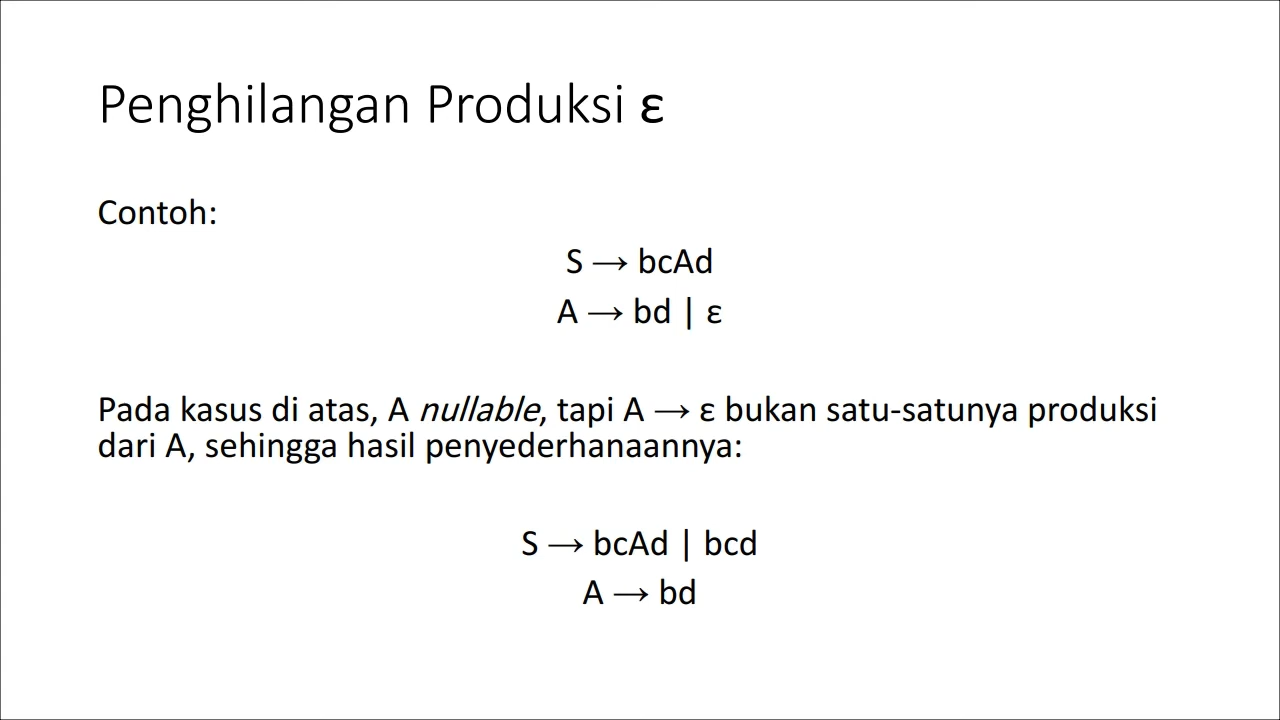 Penghilangan Produksi ε
Contoh:
S → bcAd
A → bd | ε
Pada kasus di atas, A nullable, tapi A → ε bukan satu-satunya produksi
dari A, sehingga hasil penyederhanaannya:
S → bcAd | bcd
A → bd